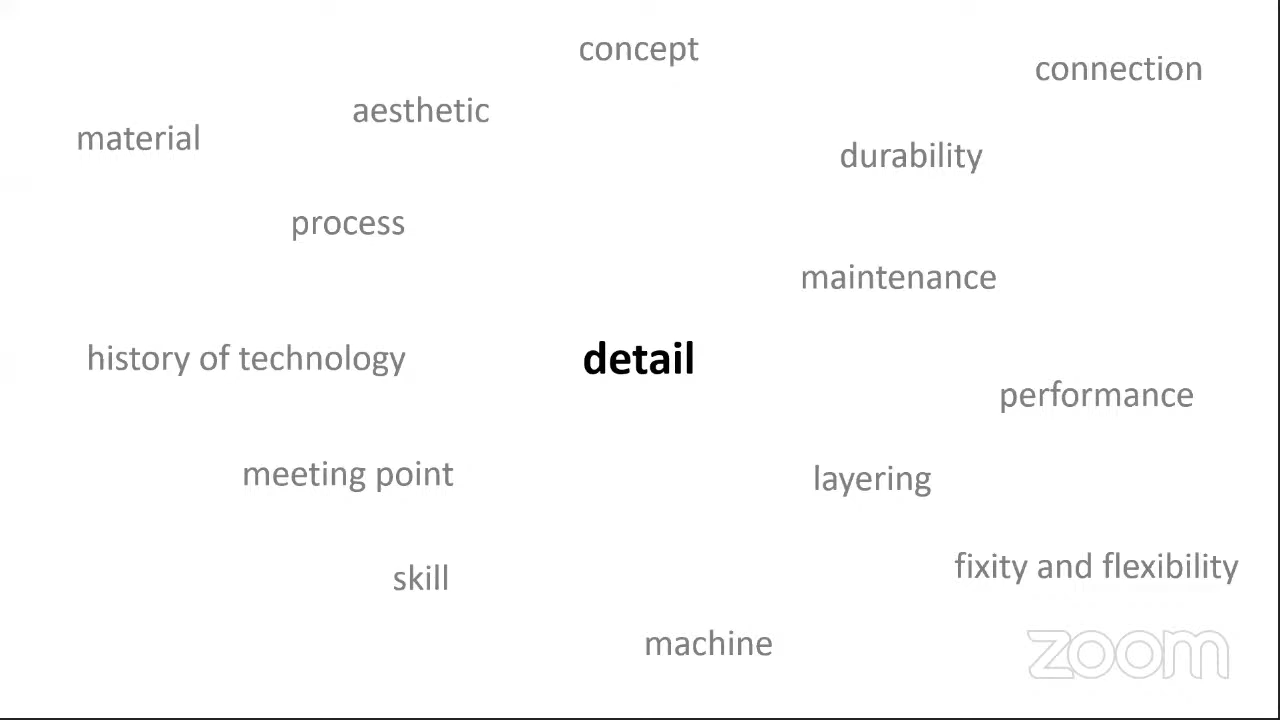 concept
connection
aesthetic
material
durability
process
maintenance
history of technology
detail
performance
meeting point
layering
fixity and flexibility
skill
machine
zoom